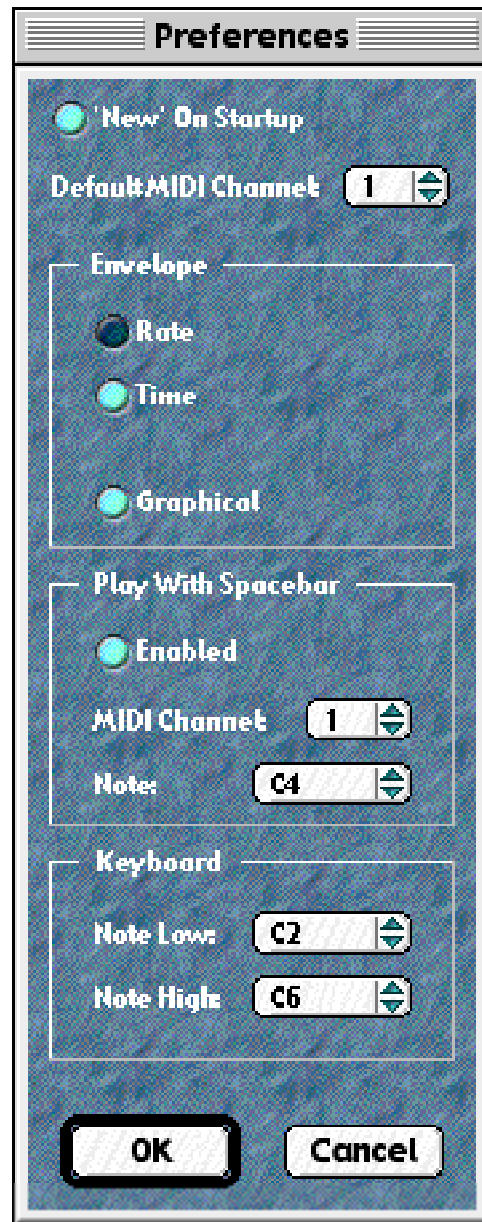 Preferences
'New' On Startup
Default MIDI Channel: 1
Envelope
Rate
Time
Graphical
Play With Spacebar
Enabled
MIDI Channel: 1
Note: C4
Keyboard
Note Low: C2
Note High: C6
OK Cancel